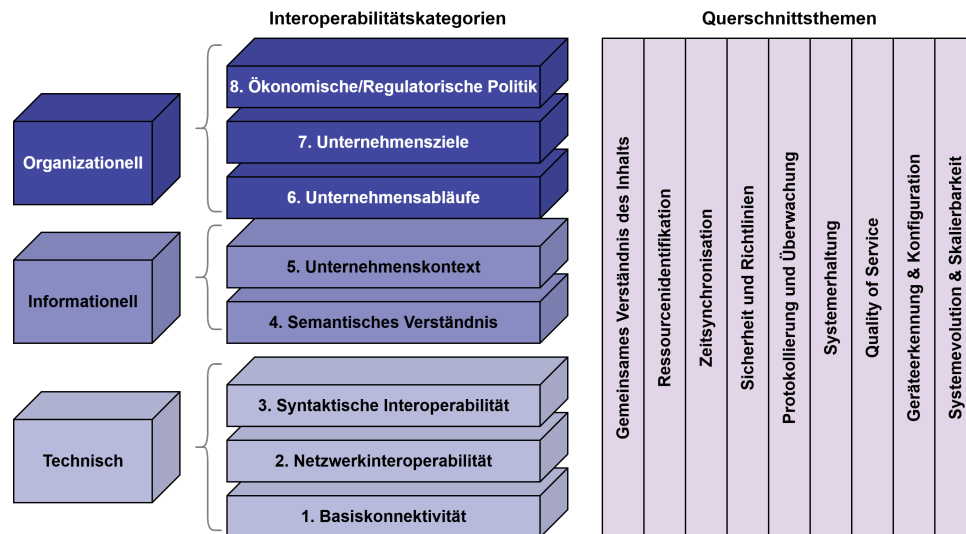 Interoperabilitätskategorien
Querschnittsthemen
Organizationell
8. Ökonomische/Regulatorische Politik
7. Unternehmensziele
6. Unternehmensabläufe
Informationell
5. Unternehmenskontext
4. Semantisches Verständnis
Technisch
3. Syntaktische Interoperabilität
2. Netzwerkinteroperabilität
1. Basiskonnektivität
Gemeinsames Verständnis des Inhalts
Ressourcenidentifikation
Zeitsynchronisation
Sicherheit und Richtlinien
Protokollierung und Überwachung
Systemerhaltung
Quality of Service
Geräteerkennung & Konfiguration
Systemevolution & Skalierbarkeit